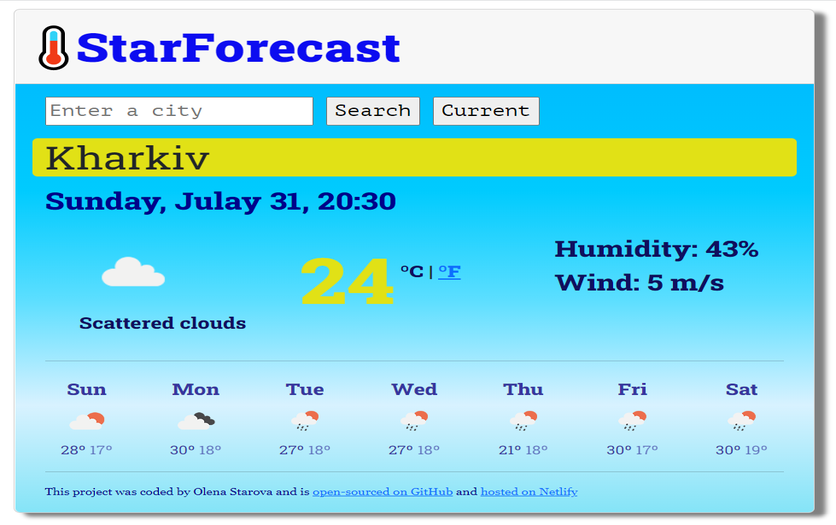 StarForecast
Enter a city Search Current
Kharkiv
Sunday, Julay 31, 20:30
24 °C | °F
Humidity: 43%
Wind: 5 m/s
Scattered clouds
Sun Mon Tue Wed Thu Fri Sat
28° 17° 30° 18° 27° 18° 27° 18° 21° 18° 30° 17° 30° 19°
This project was coded by Olena Starova and is open-sourced on GitHub and hosted on Netlify